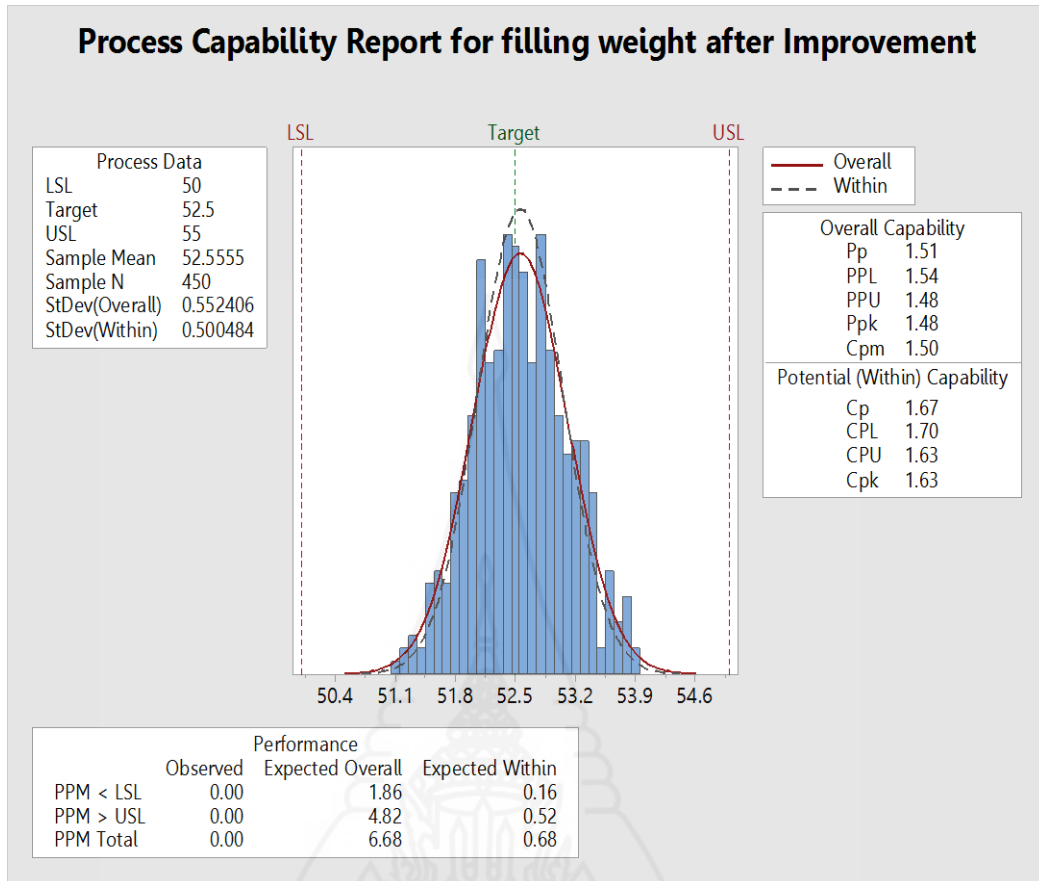 Process Capability Report for filling weight after Improvement
LSL Target USL
Process Data
LSL 50
Target 52.5
USL 55
Sample Mean 52.5555
Sample N 450
StDev(Overall) 0.552406
StDev(Within) 0.500484
Overall
Within
Overall Capability
Pp 1.51
PPL 1.54
PPU 1.48
Ppk 1.48
Cpm 1.50
Potential (Within) Capability
Cp 1.67
CPL 1.70
CPU 1.63
Cpk 1.63
50.4 51.1 51.8 52.5 53.2 53.9 54.6
Performance
Observed Expected Overall Expected Within
PPM < LSL 0.00 1.86 0.16
PPM > USL 0.00 4.82 0.52
PPM Total 0.00 6.68 0.68